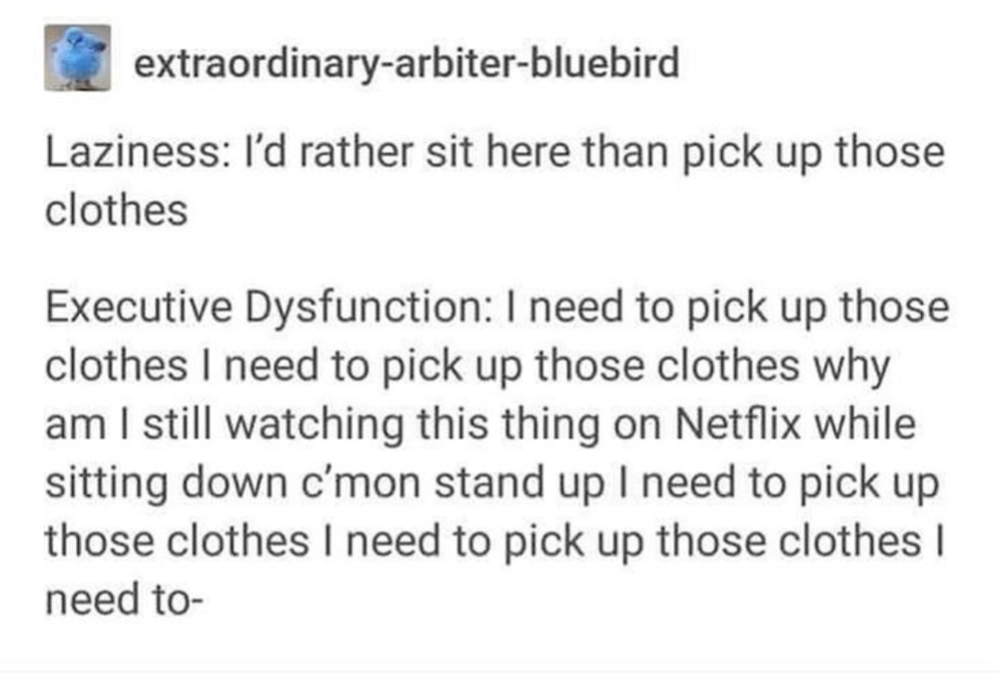 extraordinary-arbiter-bluebird
Laziness: I'd rather sit here than pick up those
clothes
Executive Dysfunction: I need to pick up those
clothes I need to pick up those clothes why
am I still watching this thing on Netflix while
sitting down c'mon stand up I need to pick up
those clothes I need to pick up those clothes I
need to-